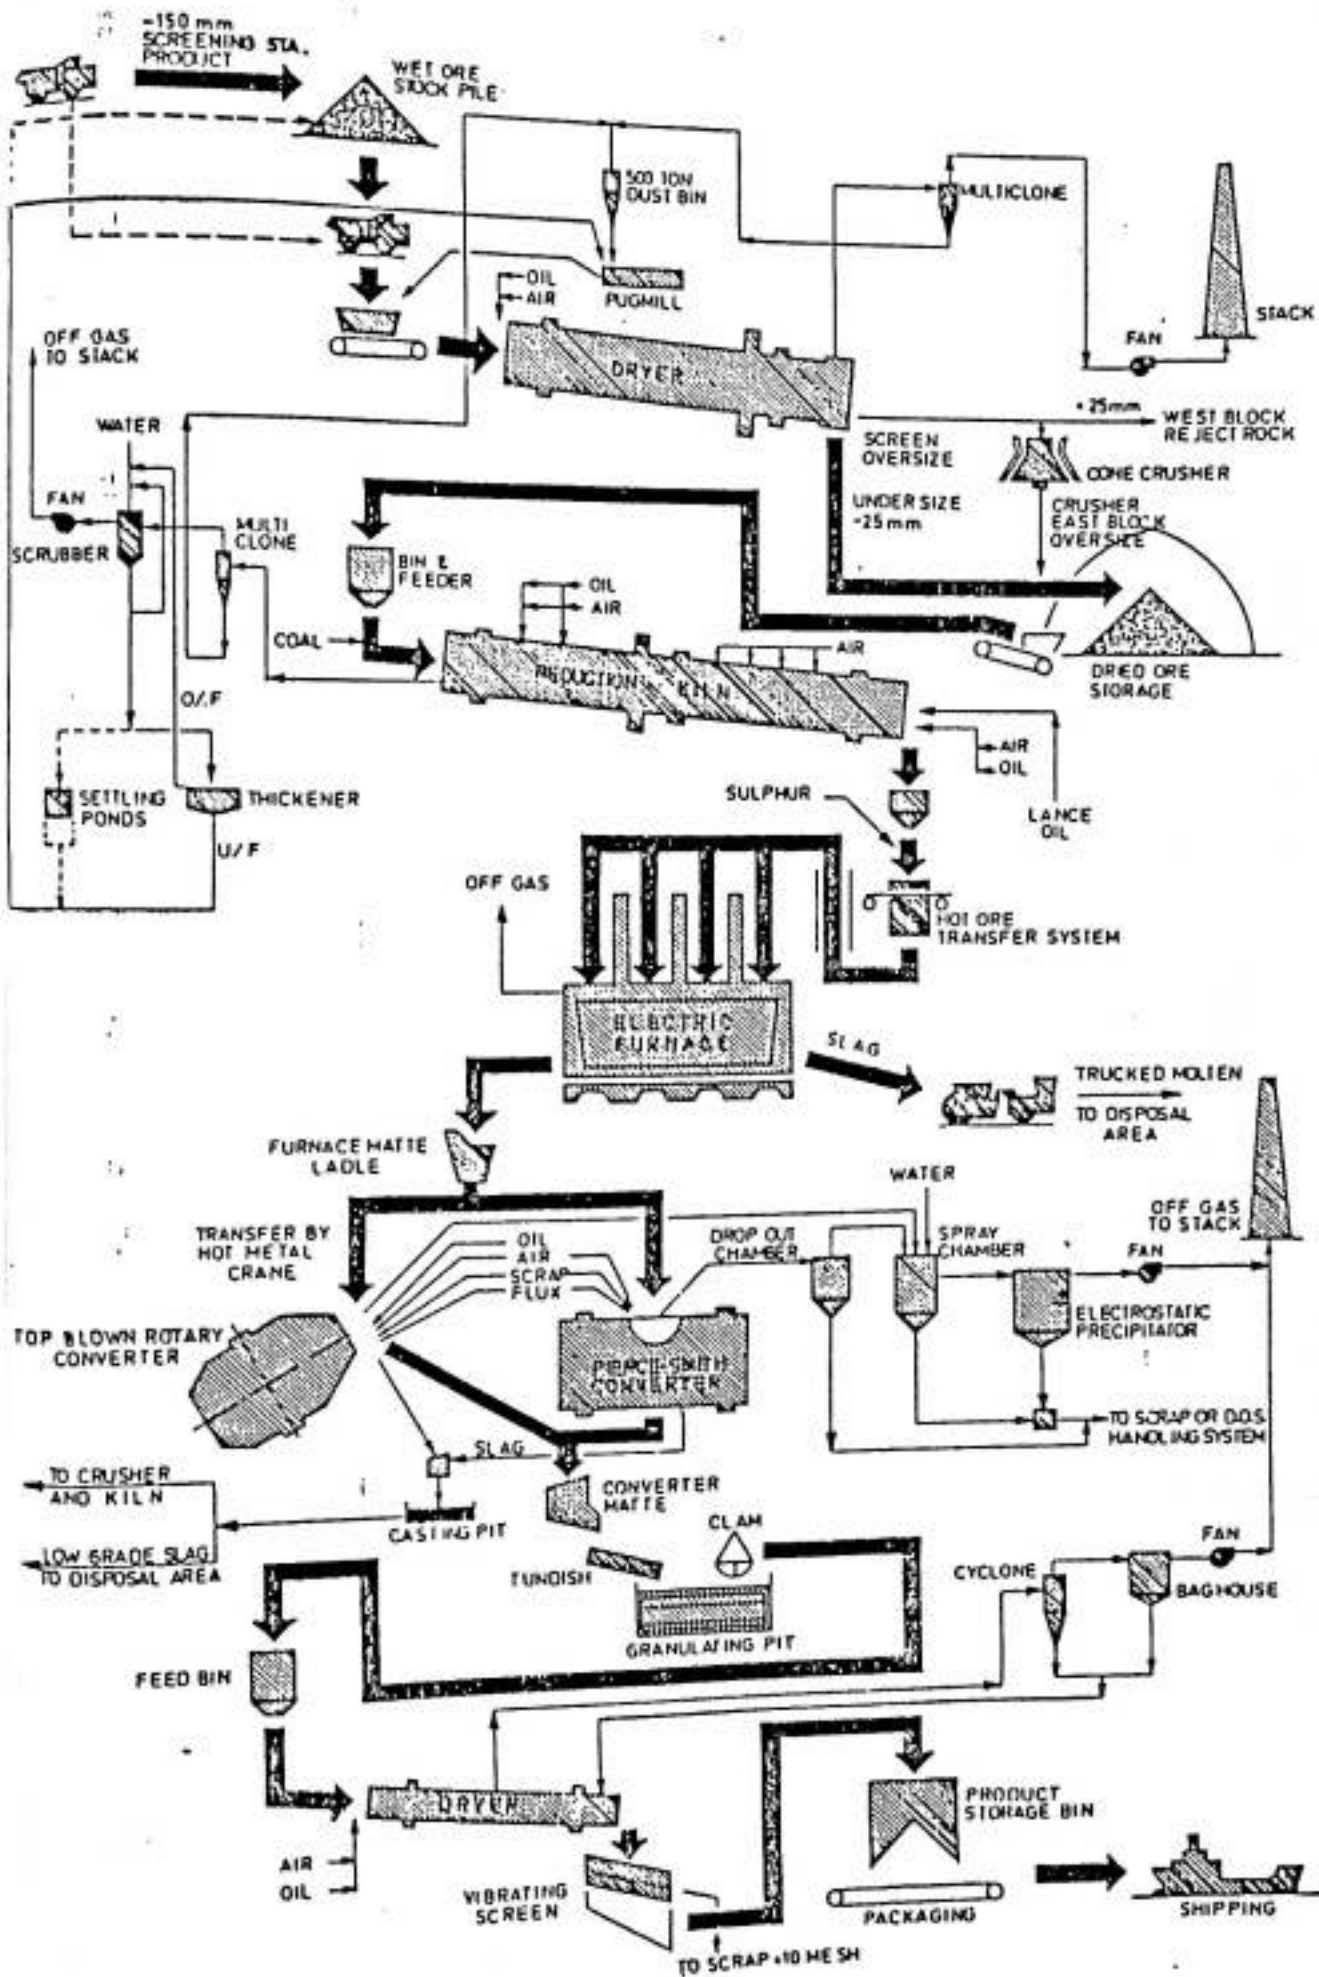 -150 mm
SCREENING STA.
PRODUCT
WET ORE
STOCK PILE
500 TON
DUST BIN
MULTICLONE
OIL
AIR
PUGMILL
STACK
OFF GAS
TO STACK
FAN
DRYER
+25mm
WEST BLOCK
REJECT ROCK
WATER
SCREEN
OVERSIZE
CONE CRUSHER
FAN
UNDER SIZE
-25mm
CRUSHER
EAST BLOCK
OVERSIZE
MULTI
CLONE
SCRUBBER
BIN &
FEEDER
OIL
AIR
COAL
AIR
REDUCTION KILN
DRIED ORE
STORAGE
O/F
AIR
OIL
SETTLING
PONDS
THICKENER
SULPHUR
LANCE
OIL
U/F
OFF GAS
HOT ORE
TRANSFER SYSTEM
ELECTRIC
FURNACE
SLAG
TRUCKED MOLTEN
TO DISPOSAL
AREA
FURNACE MATTE
LADLE
WATER
OFF GAS
TO STACK
TRANSFER BY
HOT METAL
CRANE
OIL
AIR
SCRAP
FLUX
DROP OUT
CHAMBER
SPRAY
CHAMBER
FAN
ELECTROSTATIC
PRECIPITATOR
TOP BLOWN ROTARY
CONVERTER
PIERCE-SMITH
CONVERTER
TO SCRAP OR D.O.S.
HANDLING SYSTEM
SLAG
TO CRUSHER
AND KILN
CONVERTER
MATTE
CASTING PIT
CLAM
FAN
LOW GRADE SLAG
TO DISPOSAL AREA
TUNDISH
CYCLONE
BAGHOUSE
GRANULATING PIT
FEED BIN
DRYER
PRODUCT
STORAGE BIN
AIR
OIL
VIBRATING
SCREEN
PACKAGING
SHIPPING
TO SCRAP +10 MESH